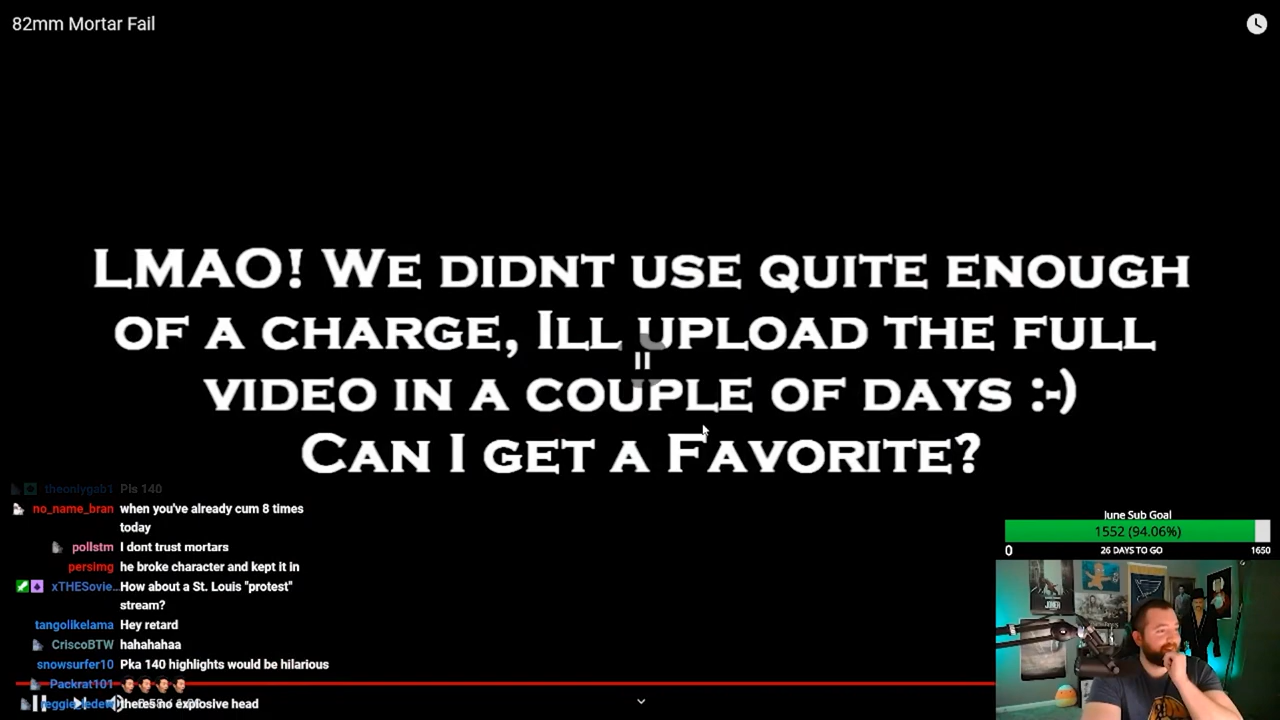 82mm Mortar Fail
LMAO! We didnt use quite enough
of a charge, Ill upload the full
video in a couple of days :-)
Can I get a Favorite?
theonlygab1 Pls 140
no_name_bran when you've already cum 8 times
today
pollstm I dont trust mortars
persimg he broke character and kept it in
xTHESovie... How about a St. Louis "protest"
stream?
tangolikelama Hey retard
CriscoBTW hahahahaa
snowsurfer10 Pka 140 highlights would be hilarious
Packrat101
theres no explosive head
June Sub Goal
1552 (94.06%)
0 26 DAYS TO GO 1650
JOKER